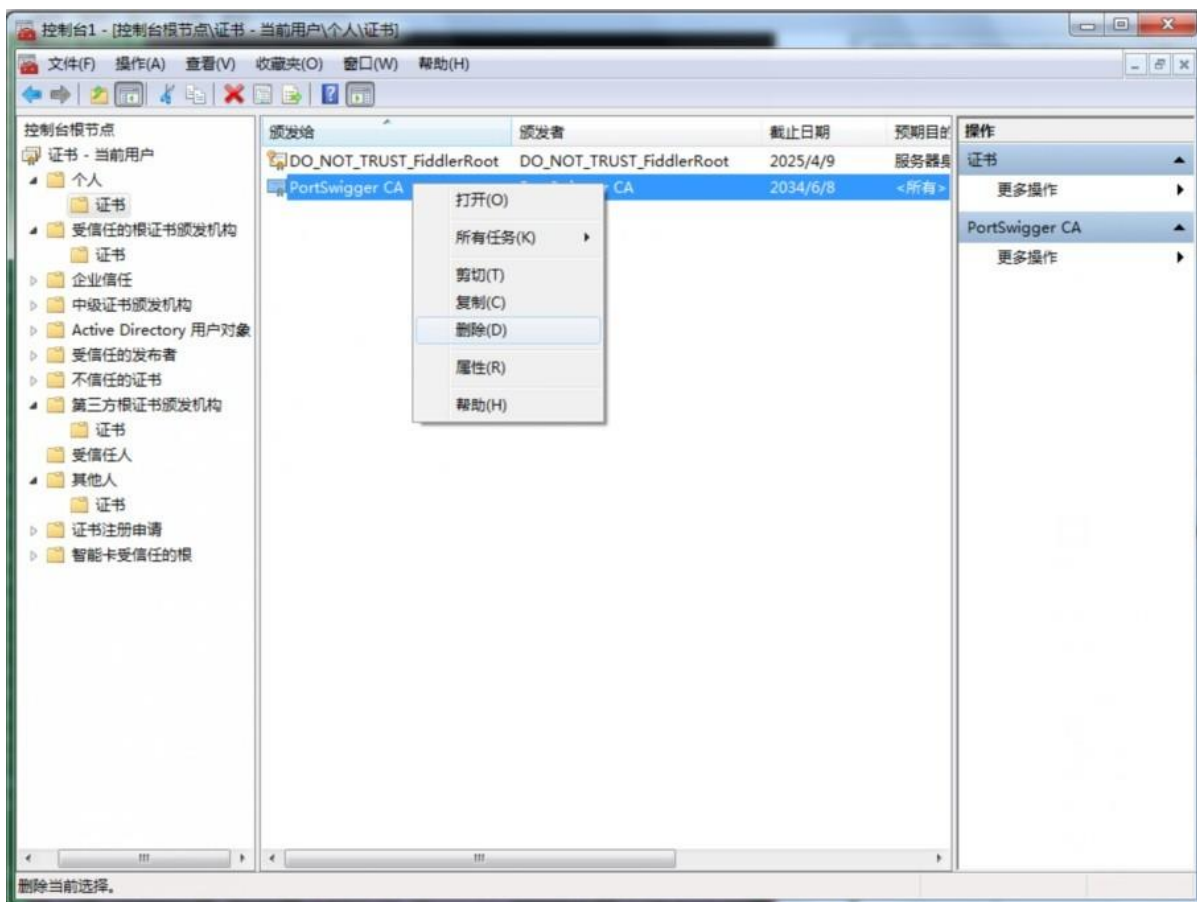 控制台1 - [控制台根节点\证书 - 当前用户\个人\证书]
文件(F) 操作(A) 查看(V) 收藏夹(O) 窗口(W) 帮助(H)
控制台根节点
证书 - 当前用户
个人
证书
受信任的根证书颁发机构
证书
企业信任
中级证书颁发机构
Active Directory 用户对象
受信任的发布者
不信任的证书
第三方根证书颁发机构
证书
受信任人
其他人
证书
证书注册申请
智能卡受信任的根
颁发给 颁发者 截止日期 预期目的
DO_NOT_TRUST_FiddlerRoot DO_NOT_TRUST_FiddlerRoot 2025/4/9 服务器身
PortSwigger CA CA 2034/6/8 <所有>
打开(O)
所有任务(K)
剪切(T)
复制(C)
删除(D)
属性(R)
帮助(H)
操作
证书
更多操作
PortSwigger CA
更多操作
删除当前选择。